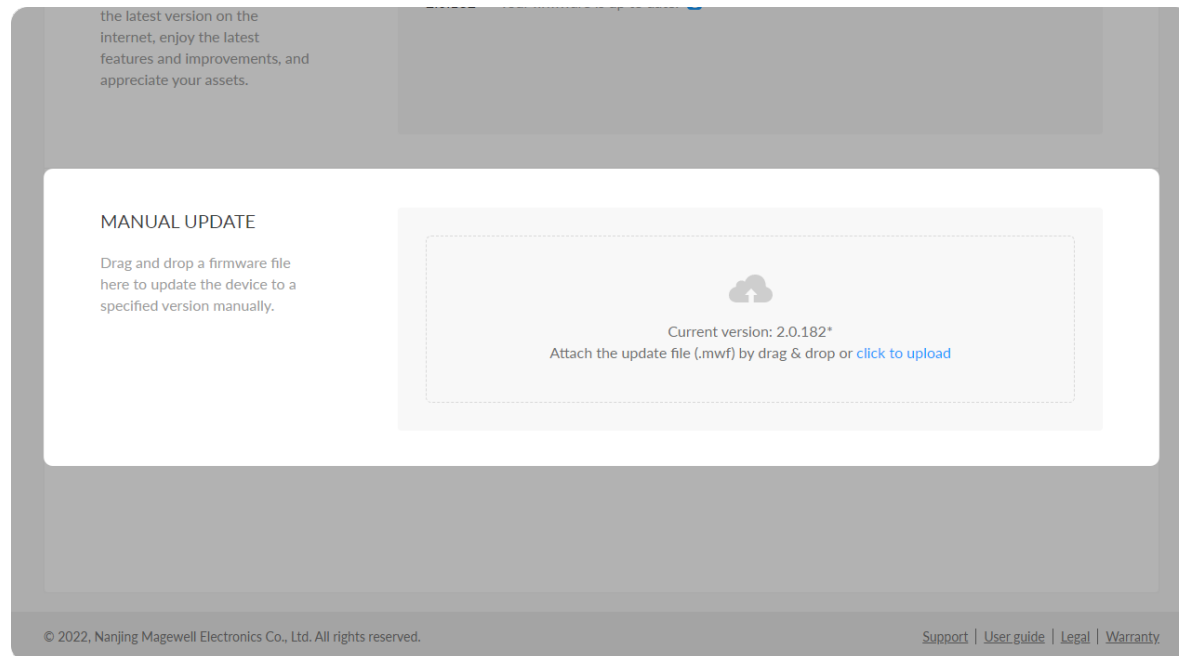 the latest version on the
internet, enjoy the latest
features and improvements, and
appreciate your assets.
MANUAL UPDATE
Drag and drop a firmware file
here to update the device to a
specified version manually.
Current version: 2.0.182*
Attach the update file (.mwf) by drag & drop or click to upload
© 2022, Nanjing Magewell Electronics Co., Ltd. All rights reserved.
Support | User guide | Legal | Warranty